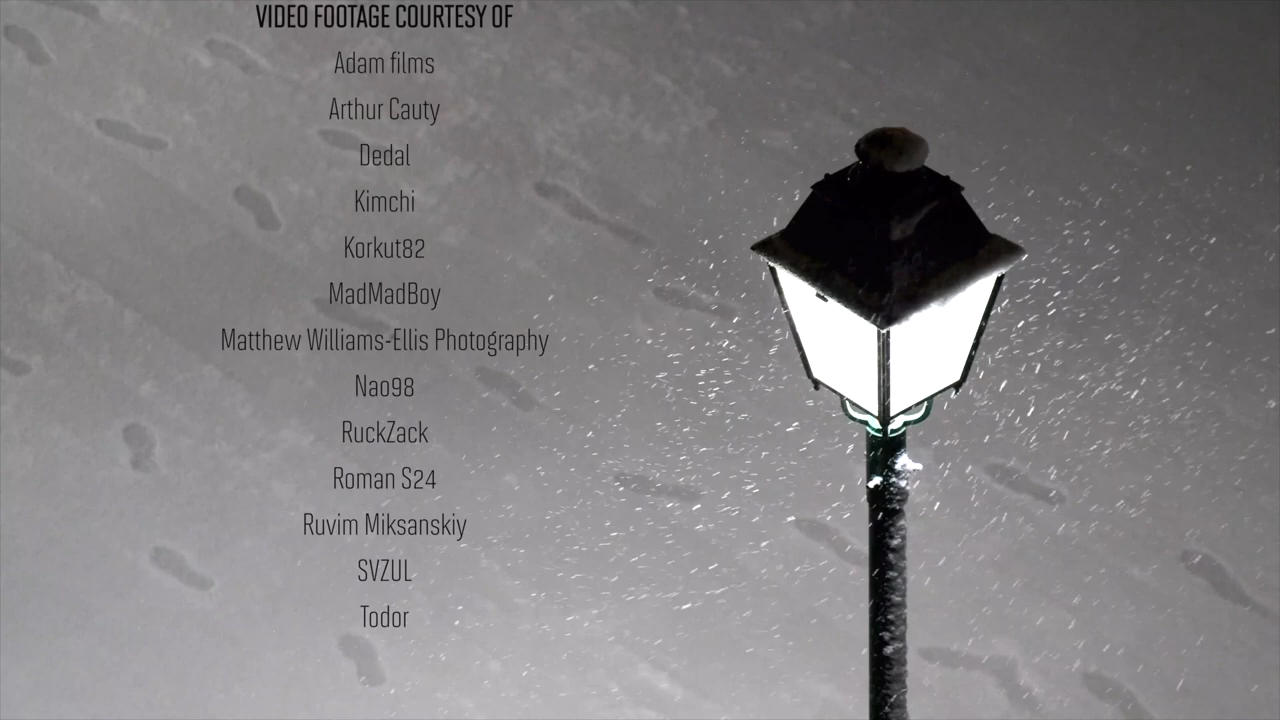 VIDEO FOOTAGE COURTESY OF
Adam films
Arthur Cauty
Dedal
Kimchi
Korkut82
MadMadBoy
Matthew Williams-Ellis Photography
Nao98
RuckZack
Roman S24
Ruvim Miksanskiy
SVZUL
Todor